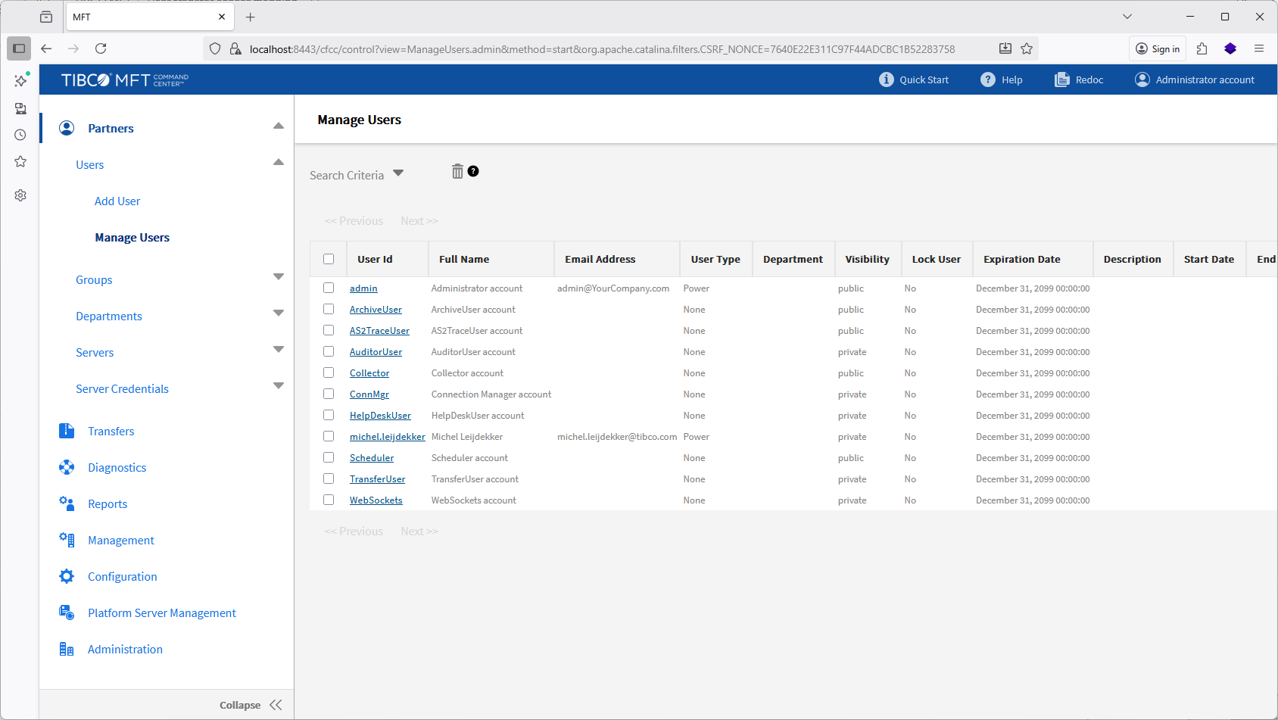 MFT
localhost:8443/cfcc/control?view=ManageUsers.admin&method=start&org.apache.catalina.filters.CSRF_NONCE=7640E22E311C97F44ADCBC1B52283758
Sign in
TIBCO MFT COMMAND CENTER™
Quick Start
Help
Redoc
Administrator account
Partners
Users
Add User
Manage Users
Groups
Departments
Servers
Server Credentials
Transfers
Diagnostics
Reports
Management
Configuration
Platform Server Management
Administration
Collapse
Manage Users
Search Criteria
<< Previous Next >>
User Id Full Name Email Address User Type Department Visibility Lock User Expiration Date Description Start Date End
admin Administrator account admin@YourCompany.com Power public No December 31, 2099 00:00:00
ArchiveUser ArchiveUser account None public No December 31, 2099 00:00:00
AS2TraceUser AS2TraceUser account None public No December 31, 2099 00:00:00
AuditorUser AuditorUser account None private No December 31, 2099 00:00:00
Collector Collector account None public No December 31, 2099 00:00:00
ConnMgr Connection Manager account None private No December 31, 2099 00:00:00
HelpDeskUser HelpDeskUser account None private No December 31, 2099 00:00:00
michel.leijdekker Michel Leijdekker michel.leijdekker@tibco.com Power private No December 31, 2099 00:00:00
Scheduler Scheduler account None public No December 31, 2099 00:00:00
TransferUser TransferUser account None private No December 31, 2099 00:00:00
WebSockets WebSockets account None private No December 31, 2099 00:00:00
<< Previous Next >>